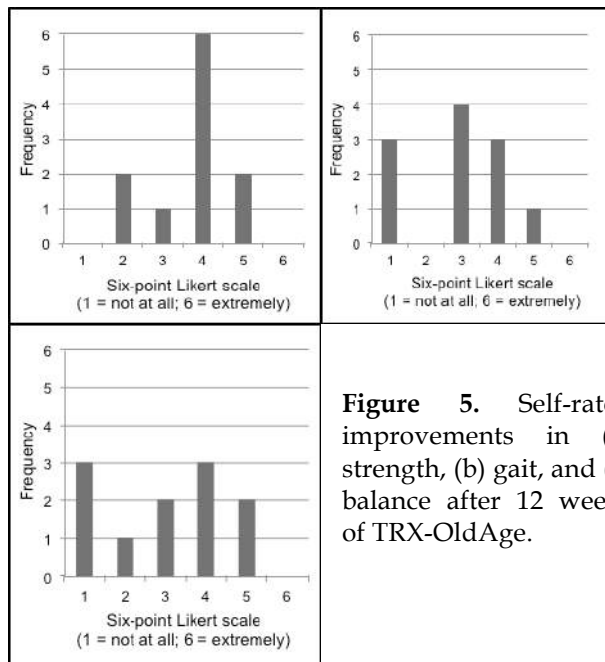 6
5
4
3
2
1
0
Frequency
1 2 3 4 5 6
Six-point Likert scale
(1 = not at all; 6 = extremely)
6
5
4
3
2
1
0
Frequency
1 2 3 4 5 6
Six-point Likert scale
(1 = not at all; 6 = extremely)
6
5
4
3
2
1
0
Frequency
1 2 3 4 5 6
Six-point Likert scale
(1 = not at all; 6 = extremely)
Figure 5. Self-rate
improvements in (
strength, (b) gait, and
balance after 12 wee
of TRX-OldAge.